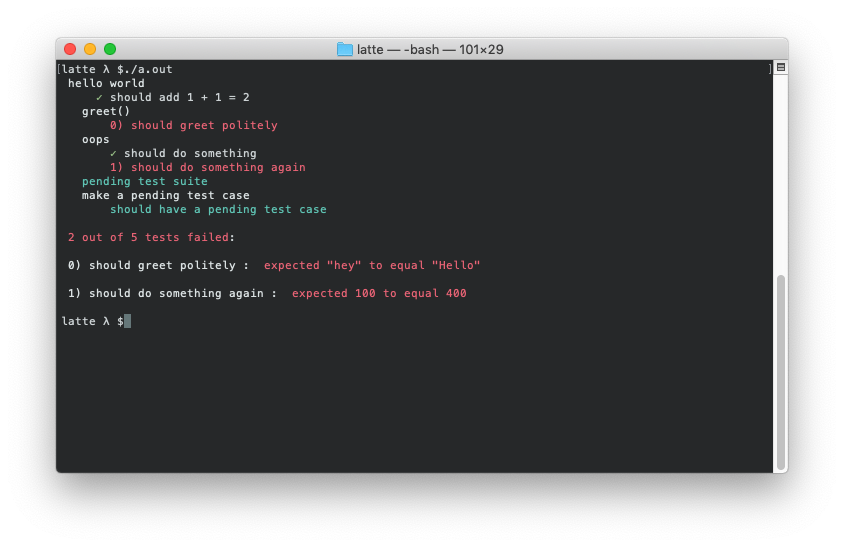 latte — -bash — 101×29
[latte λ $./a.out ]
hello world
✓ should add 1 + 1 = 2
greet()
0) should greet politely
oops
✓ should do something
1) should do something again
pending test suite
make a pending test case
should have a pending test case
2 out of 5 tests failed:
0) should greet politely : expected "hey" to equal "Hello"
1) should do something again : expected 100 to equal 400
latte λ $